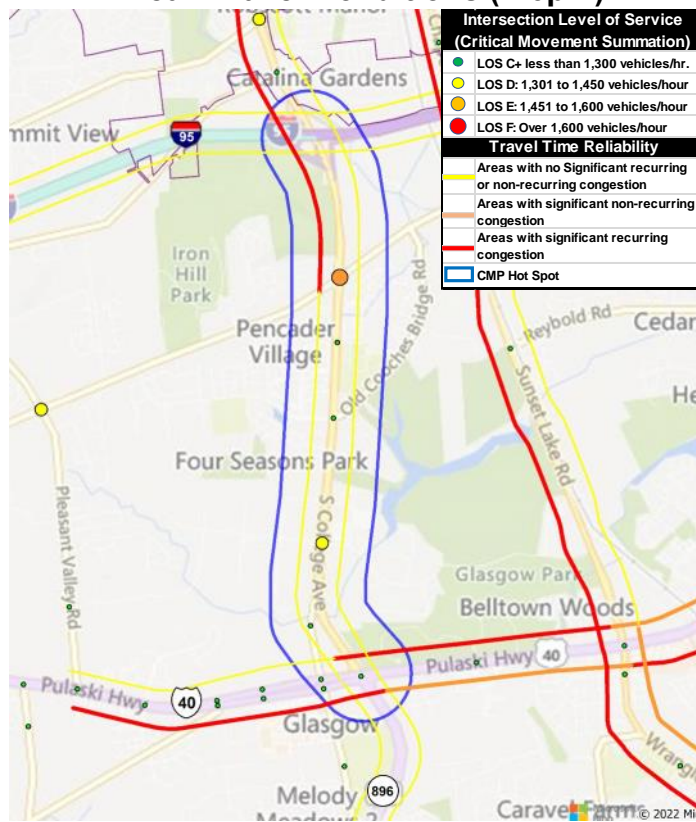 Intersection Level of Service
(Critical Movement Summation)
LOS C+ less than 1,300 vehicles/hr.
LOS D: 1,301 to 1,450 vehicles/hour
LOS E: 1,451 to 1,600 vehicles/hour
LOS F: Over 1,600 vehicles/hour
Travel Time Reliability
Areas with no Significant recurring
or non-recurring congestion
Areas with significant non-recurring
congestion
Areas with significant recurring
congestion
CMP Hot Spot
Catalina Gardens
mmit View
95
Iron
Hill
Park
Old Cooches Bridge Rd
Reybold Rd
Cedar
Pencader
Village
He
Sunset Lake Rd
Four Seasons Park
Pleasant Valley Rd
S College Ave
Glasgow Park
Belltown Woods
Pulaski Hwy
40
Pulaski Hwy
40
Glasgow
Wrangl
Melody
896
Caravel Farms
© 2022 Mi